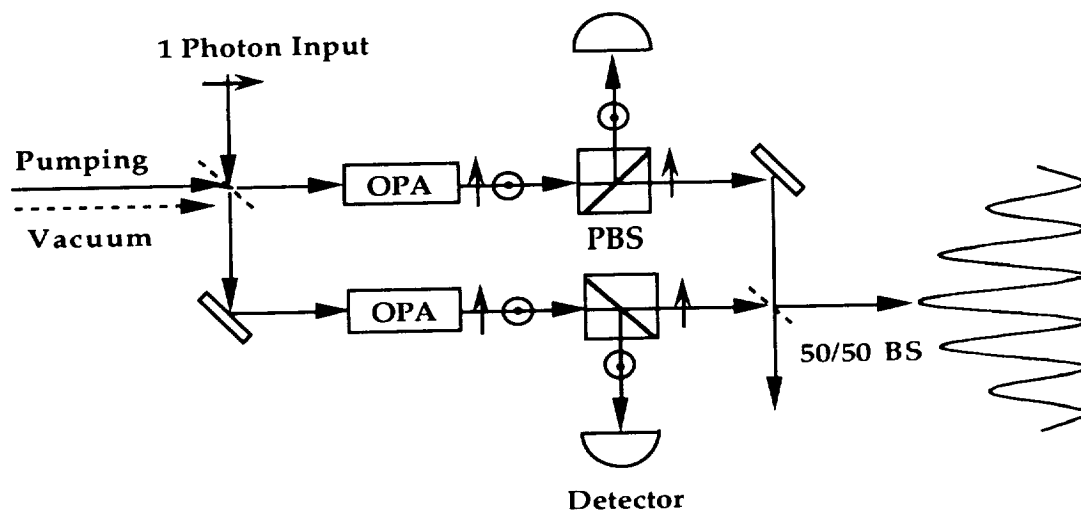 1 Photon Input
Pumping
Vacuum
OPA
PBS
OPA
50/50 BS
Detector